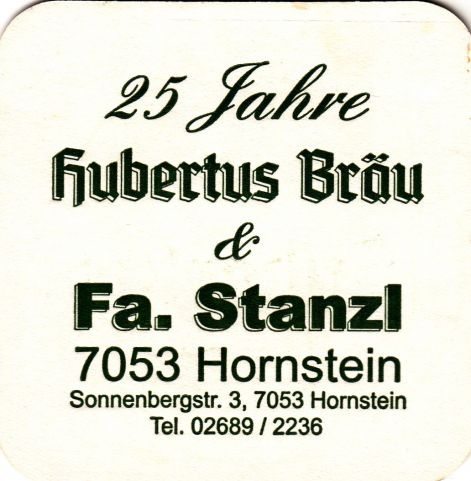 25 Jahre
Hubertus Bräu
&
Fa. Stanzl
7053 Hornstein
Sonnenbergstr. 3, 7053 Hornstein
Tel. 02689 / 2236